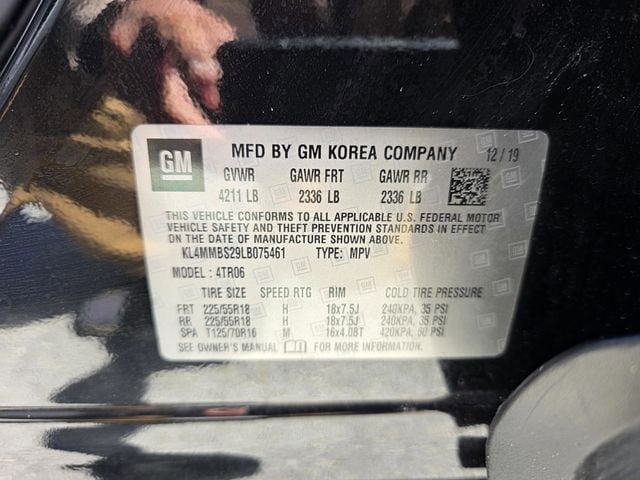 GM MFD BY GM KOREA COMPANY 12/19
GVWR GAWR FRT GAWR RR
4211 LB 2336 LB 2336 LB
THIS VEHICLE CONFORMS TO ALL APPLICABLE U.S. FEDERAL MOTOR
VEHICLE SAFETY AND THEFT PREVENTION STANDARDS IN EFFECT
ON THE DATE OF MANUFACTURE SHOWN ABOVE.
KL4MMBS29LB075461 TYPE: MPV
MODEL : 4TR06
TIRE SIZE SPEED RTG RIM COLD TIRE PRESSURE
FRT 225/55R18 H 18x7.5J 240KPA, 35 PSI
RR 225/55R18 H 18x7.5J 240KPA, 35 PSI
SPA T125/70R16 M 16x4.0BT 420KPA, 60 PSI
SEE OWNER'S MANUAL FOR MORE INFORMATION.